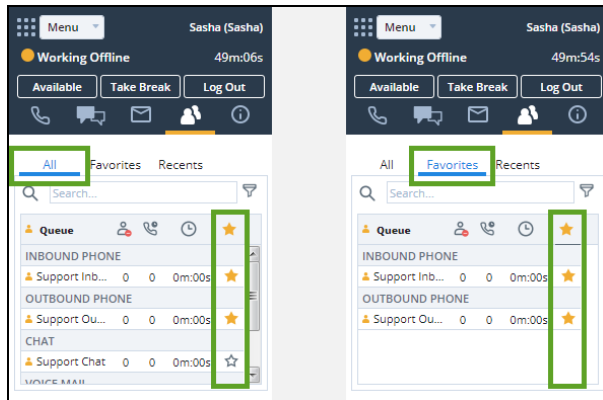 Menu
Sasha (Sasha)
Working Offline
49m:06s
Available Take Break Log Out
All Favorites Recents
Search...
Queue
INBOUND PHONE
Support Inb... 0 0 0m:00s
OUTBOUND PHONE
Support Ou... 0 0 0m:00s
CHAT
Support Chat 0 0 0m:00s
VOICE MAIL
Menu
Sasha (Sasha)
Working Offline
49m:54s
Available Take Break Log Out
All Favorites Recents
Search...
Queue
INBOUND PHONE
Support Inb... 0 0 0m:00s
OUTBOUND PHONE
Support Ou... 0 0 0m:00s